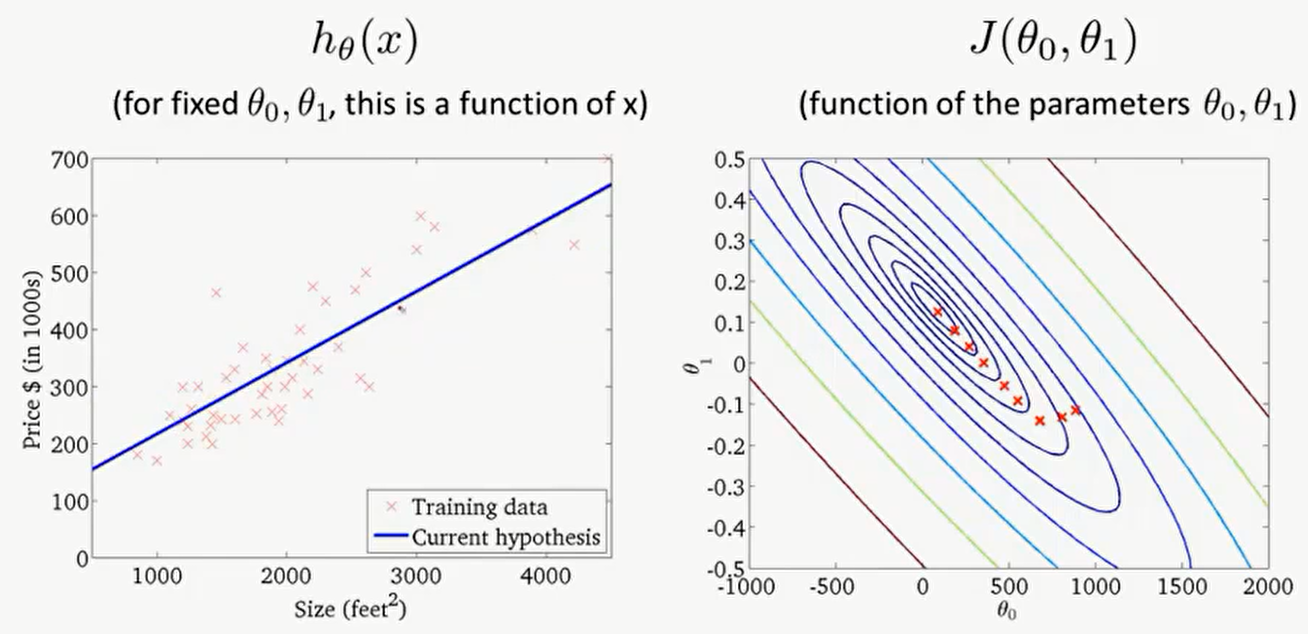 hθ(x)
(for fixed θ0, θ1, this is a function of x)
700
600
500
400
300
200
100
0
Price $ (in 1000s)
Training data
Current hypothesis
1000 2000 3000 4000
Size (feet²)
J(θ0, θ1)
(function of the parameters θ0, θ1)
0.5
0.4
0.3
0.2
0.1
0
-0.1
-0.2
-0.3
-0.4
-0.5
θ1
-1000 -500 0 500 1000 1500 2000
θ0